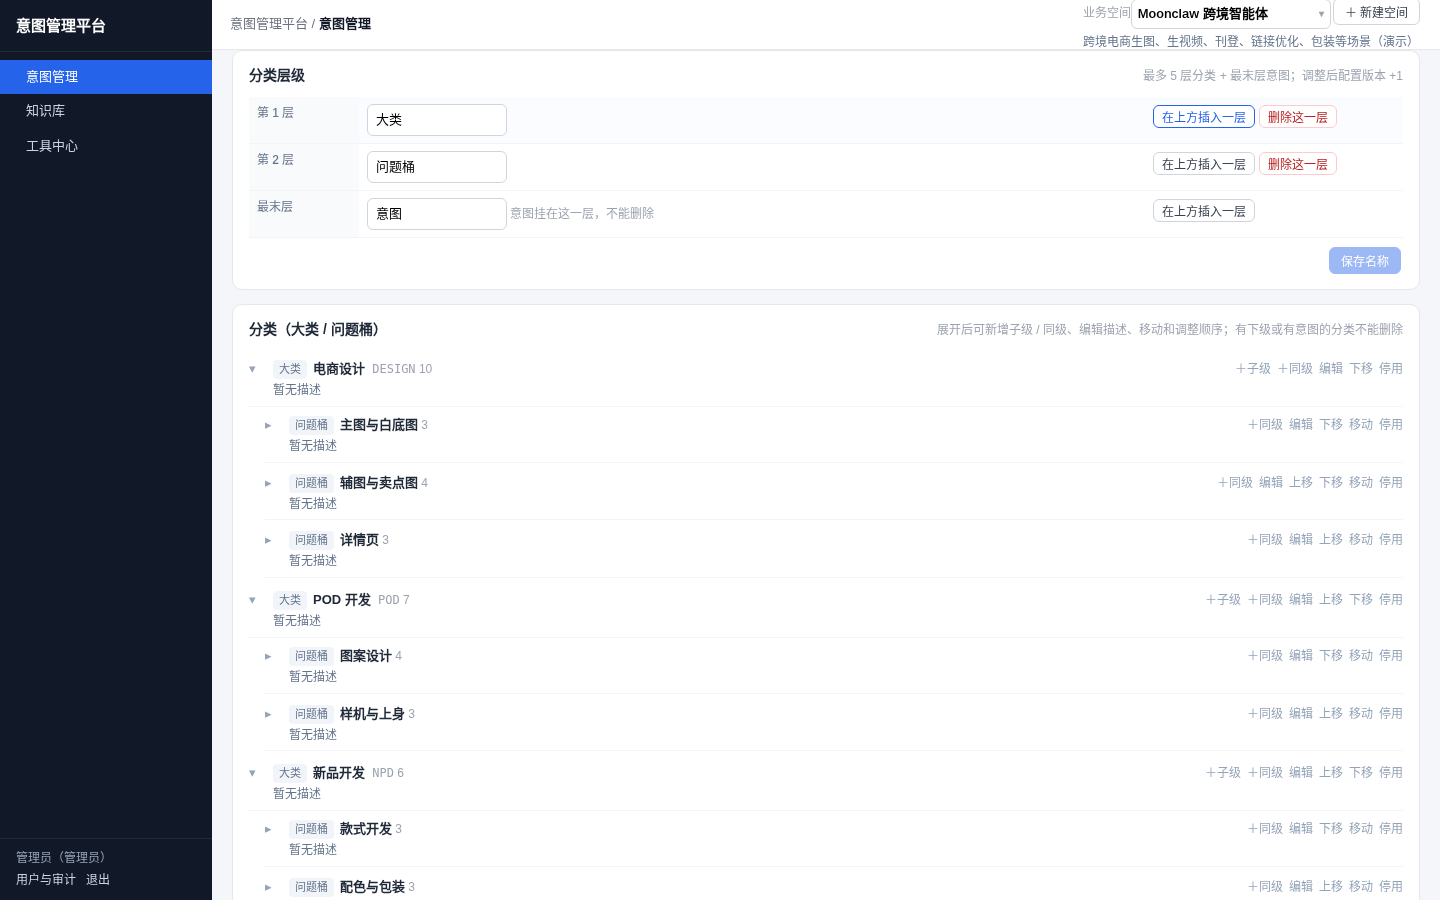 意图管理平台
意图管理
知识库
工具中心
管理员（管理员）
用户与审计 退出
意图管理平台 / 意图管理
业务空间 Moonclaw 跨境智能体 ▾ ＋ 新建空间
跨境电商生图、生视频、刊登、链接优化、包装等场景（演示）
分类层级 最多 5 层分类 + 最末层意图；调整后配置版本 +1
第 1 层 大类 在上方插入一层 删除这一层
第 2 层 问题桶 在上方插入一层 删除这一层
最末层 意图 意图挂在这一层，不能删除 在上方插入一层
保存名称
分类（大类 / 问题桶） 展开后可新增子级 / 同级、编辑描述、移动和调整顺序；有下级或有意图的分类不能删除
▾ 大类 电商设计 DESIGN 10 ＋子级 ＋同级 编辑 下移 停用
暂无描述
▸ 问题桶 主图与白底图 3 ＋同级 编辑 下移 移动 停用
暂无描述
▸ 问题桶 辅图与卖点图 4 ＋同级 编辑 上移 下移 移动 停用
暂无描述
▸ 问题桶 详情页 3 ＋同级 编辑 上移 移动 停用
暂无描述
▾ 大类 POD 开发 POD 7 ＋子级 ＋同级 编辑 上移 下移 停用
暂无描述
▸ 问题桶 图案设计 4 ＋同级 编辑 下移 移动 停用
暂无描述
▸ 问题桶 样机与上身 3 ＋同级 编辑 上移 移动 停用
暂无描述
▾ 大类 新品开发 NPD 6 ＋子级 ＋同级 编辑 上移 下移 停用
暂无描述
▸ 问题桶 款式开发 3 ＋同级 编辑 下移 移动 停用
暂无描述
▸ 问题桶 配色与包装 3 ＋同级 编辑 上移 移动 停用